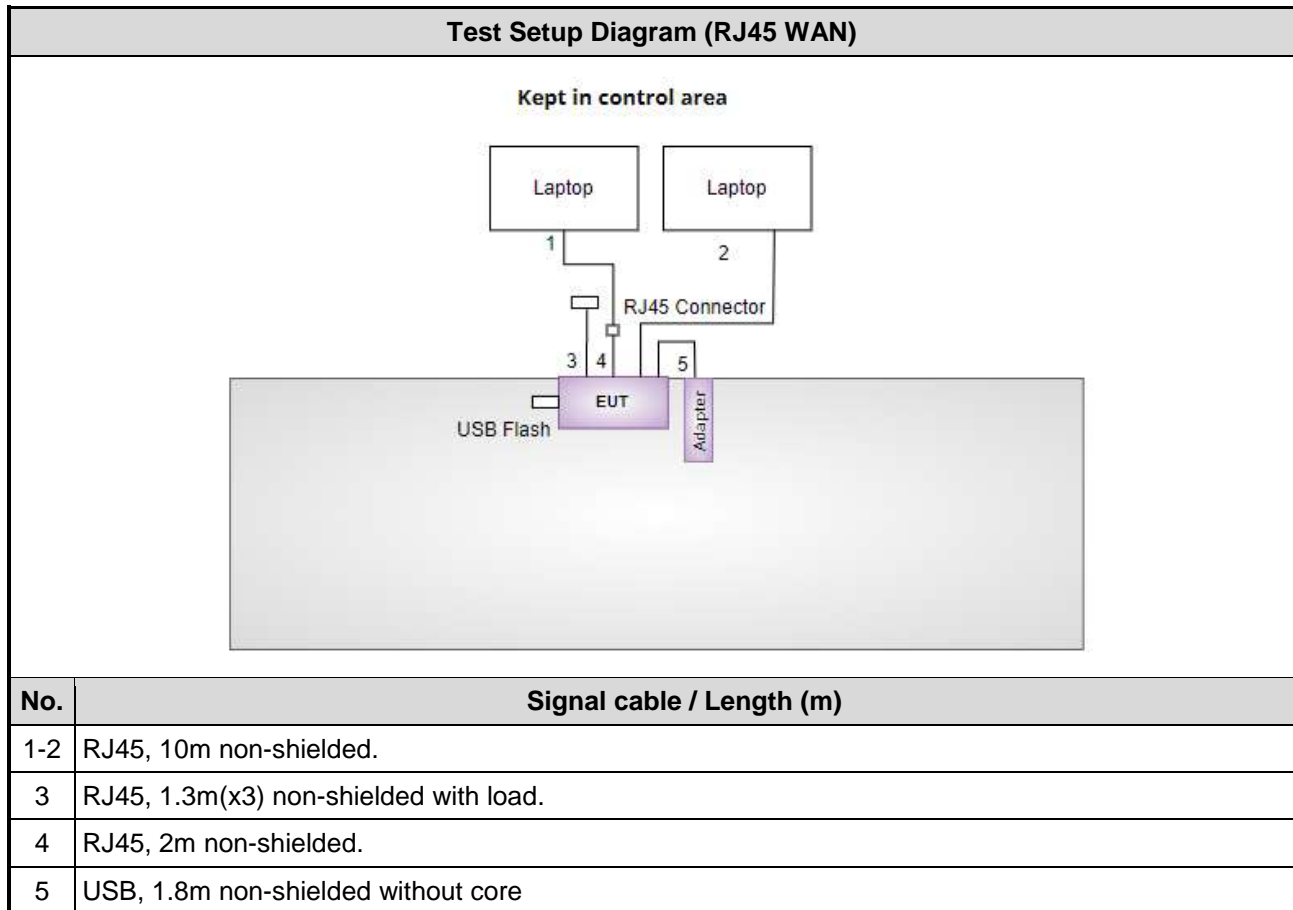 Test Setup Diagram (RJ45 WAN)
Kept in control area
Laptop
Laptop
1
2
RJ45 Connector
3
4
5
EUT
Adapter
USB Flash
No. Signal cable / Length (m)
1-2 RJ45, 10m non-shielded.
3 RJ45, 1.3m(x3) non-shielded with load.
4 RJ45, 2m non-shielded.
5 USB, 1.8m non-shielded without core